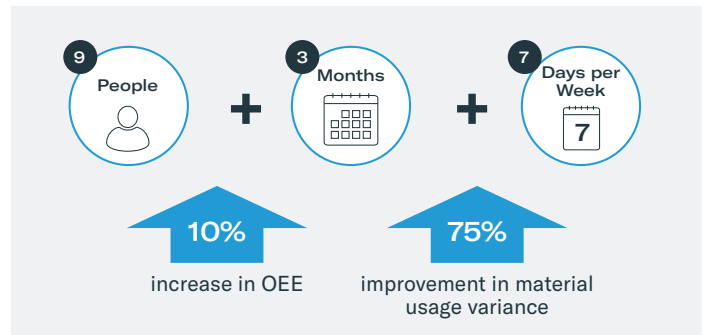 9
People
+
3
Months
+
7
Days per
Week
7
10%
increase in OEE
75%
improvement in material
usage variance